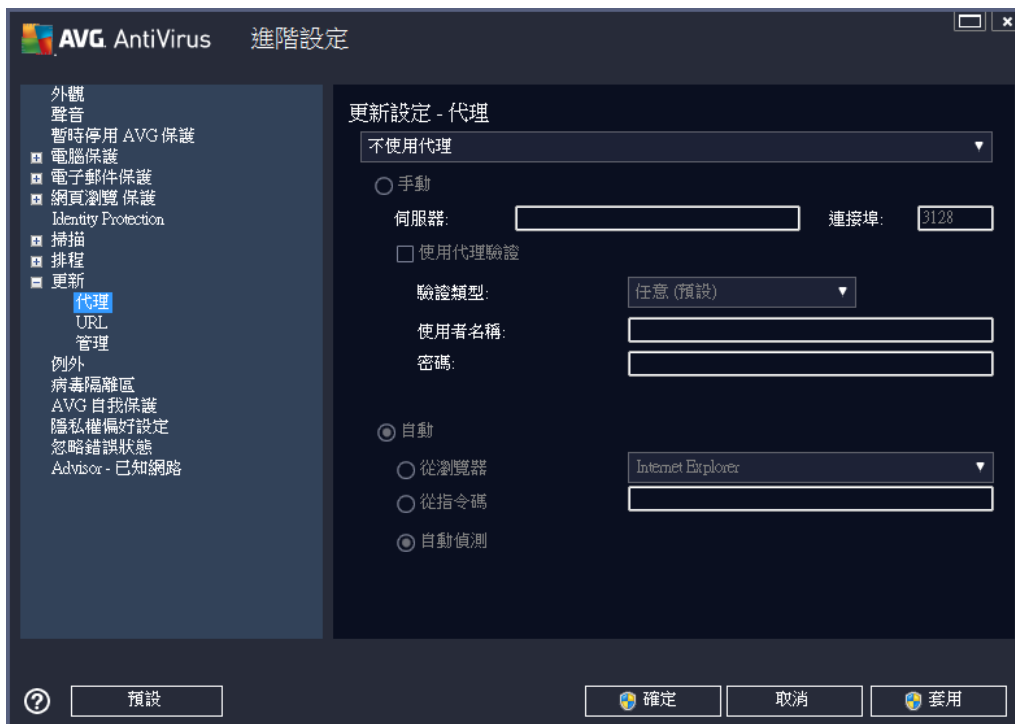 AVG AntiVirus 進階設定
外觀
聲音
暫時停用 AVG 保護
電腦保護
電子郵件保護
網頁瀏覽 保護
Identity Protection
掃描
排程
更新
代理
URL
管理
例外
病毒隔離區
AVG 自我保護
隱私權偏好設定
忽略錯誤狀態
Advisor - 已知網路
更新設定 - 代理
不使用代理
手動
伺服器: 連接埠: 3128
使用代理驗證
驗證類型: 任意 (預設)
使用者名稱:
密碼:
自動
從瀏覽器 Internet Explorer
從指令碼
自動偵測
預設 確定 取消 套用